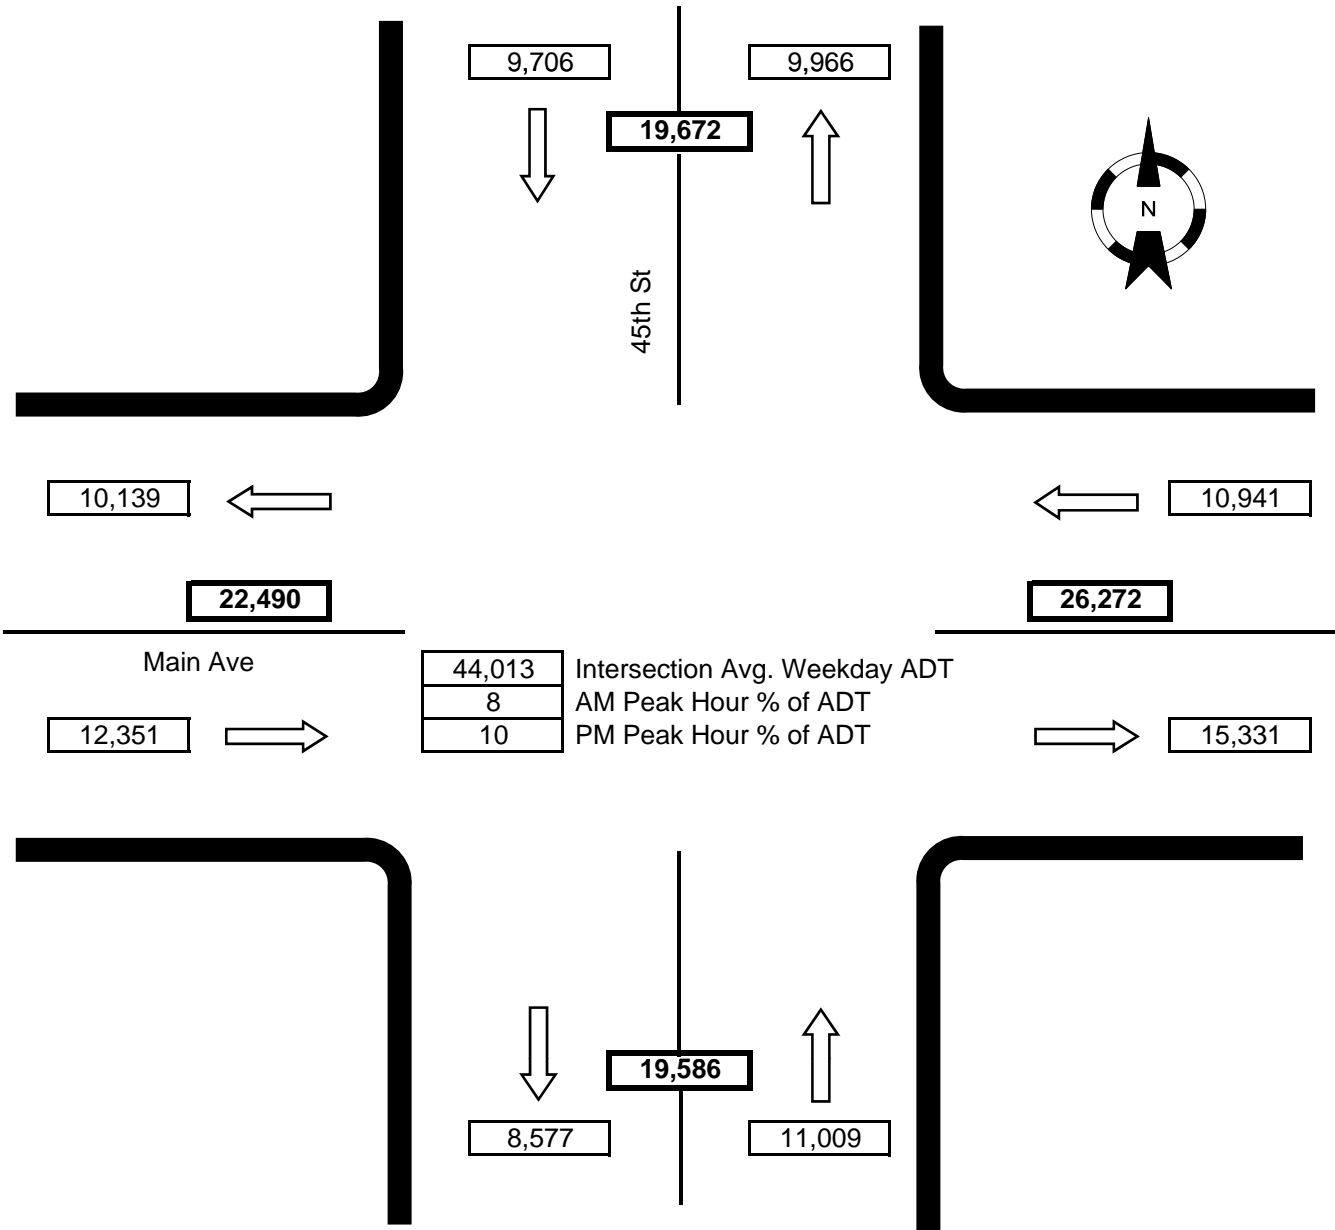 9,706
9,966
19,672
N
45th St
10,139
10,941
22,490
26,272
Main Ave
44,013 Intersection Avg. Weekday ADT
8 AM Peak Hour % of ADT
10 PM Peak Hour % of ADT
12,351
15,331
19,586
8,577
11,009